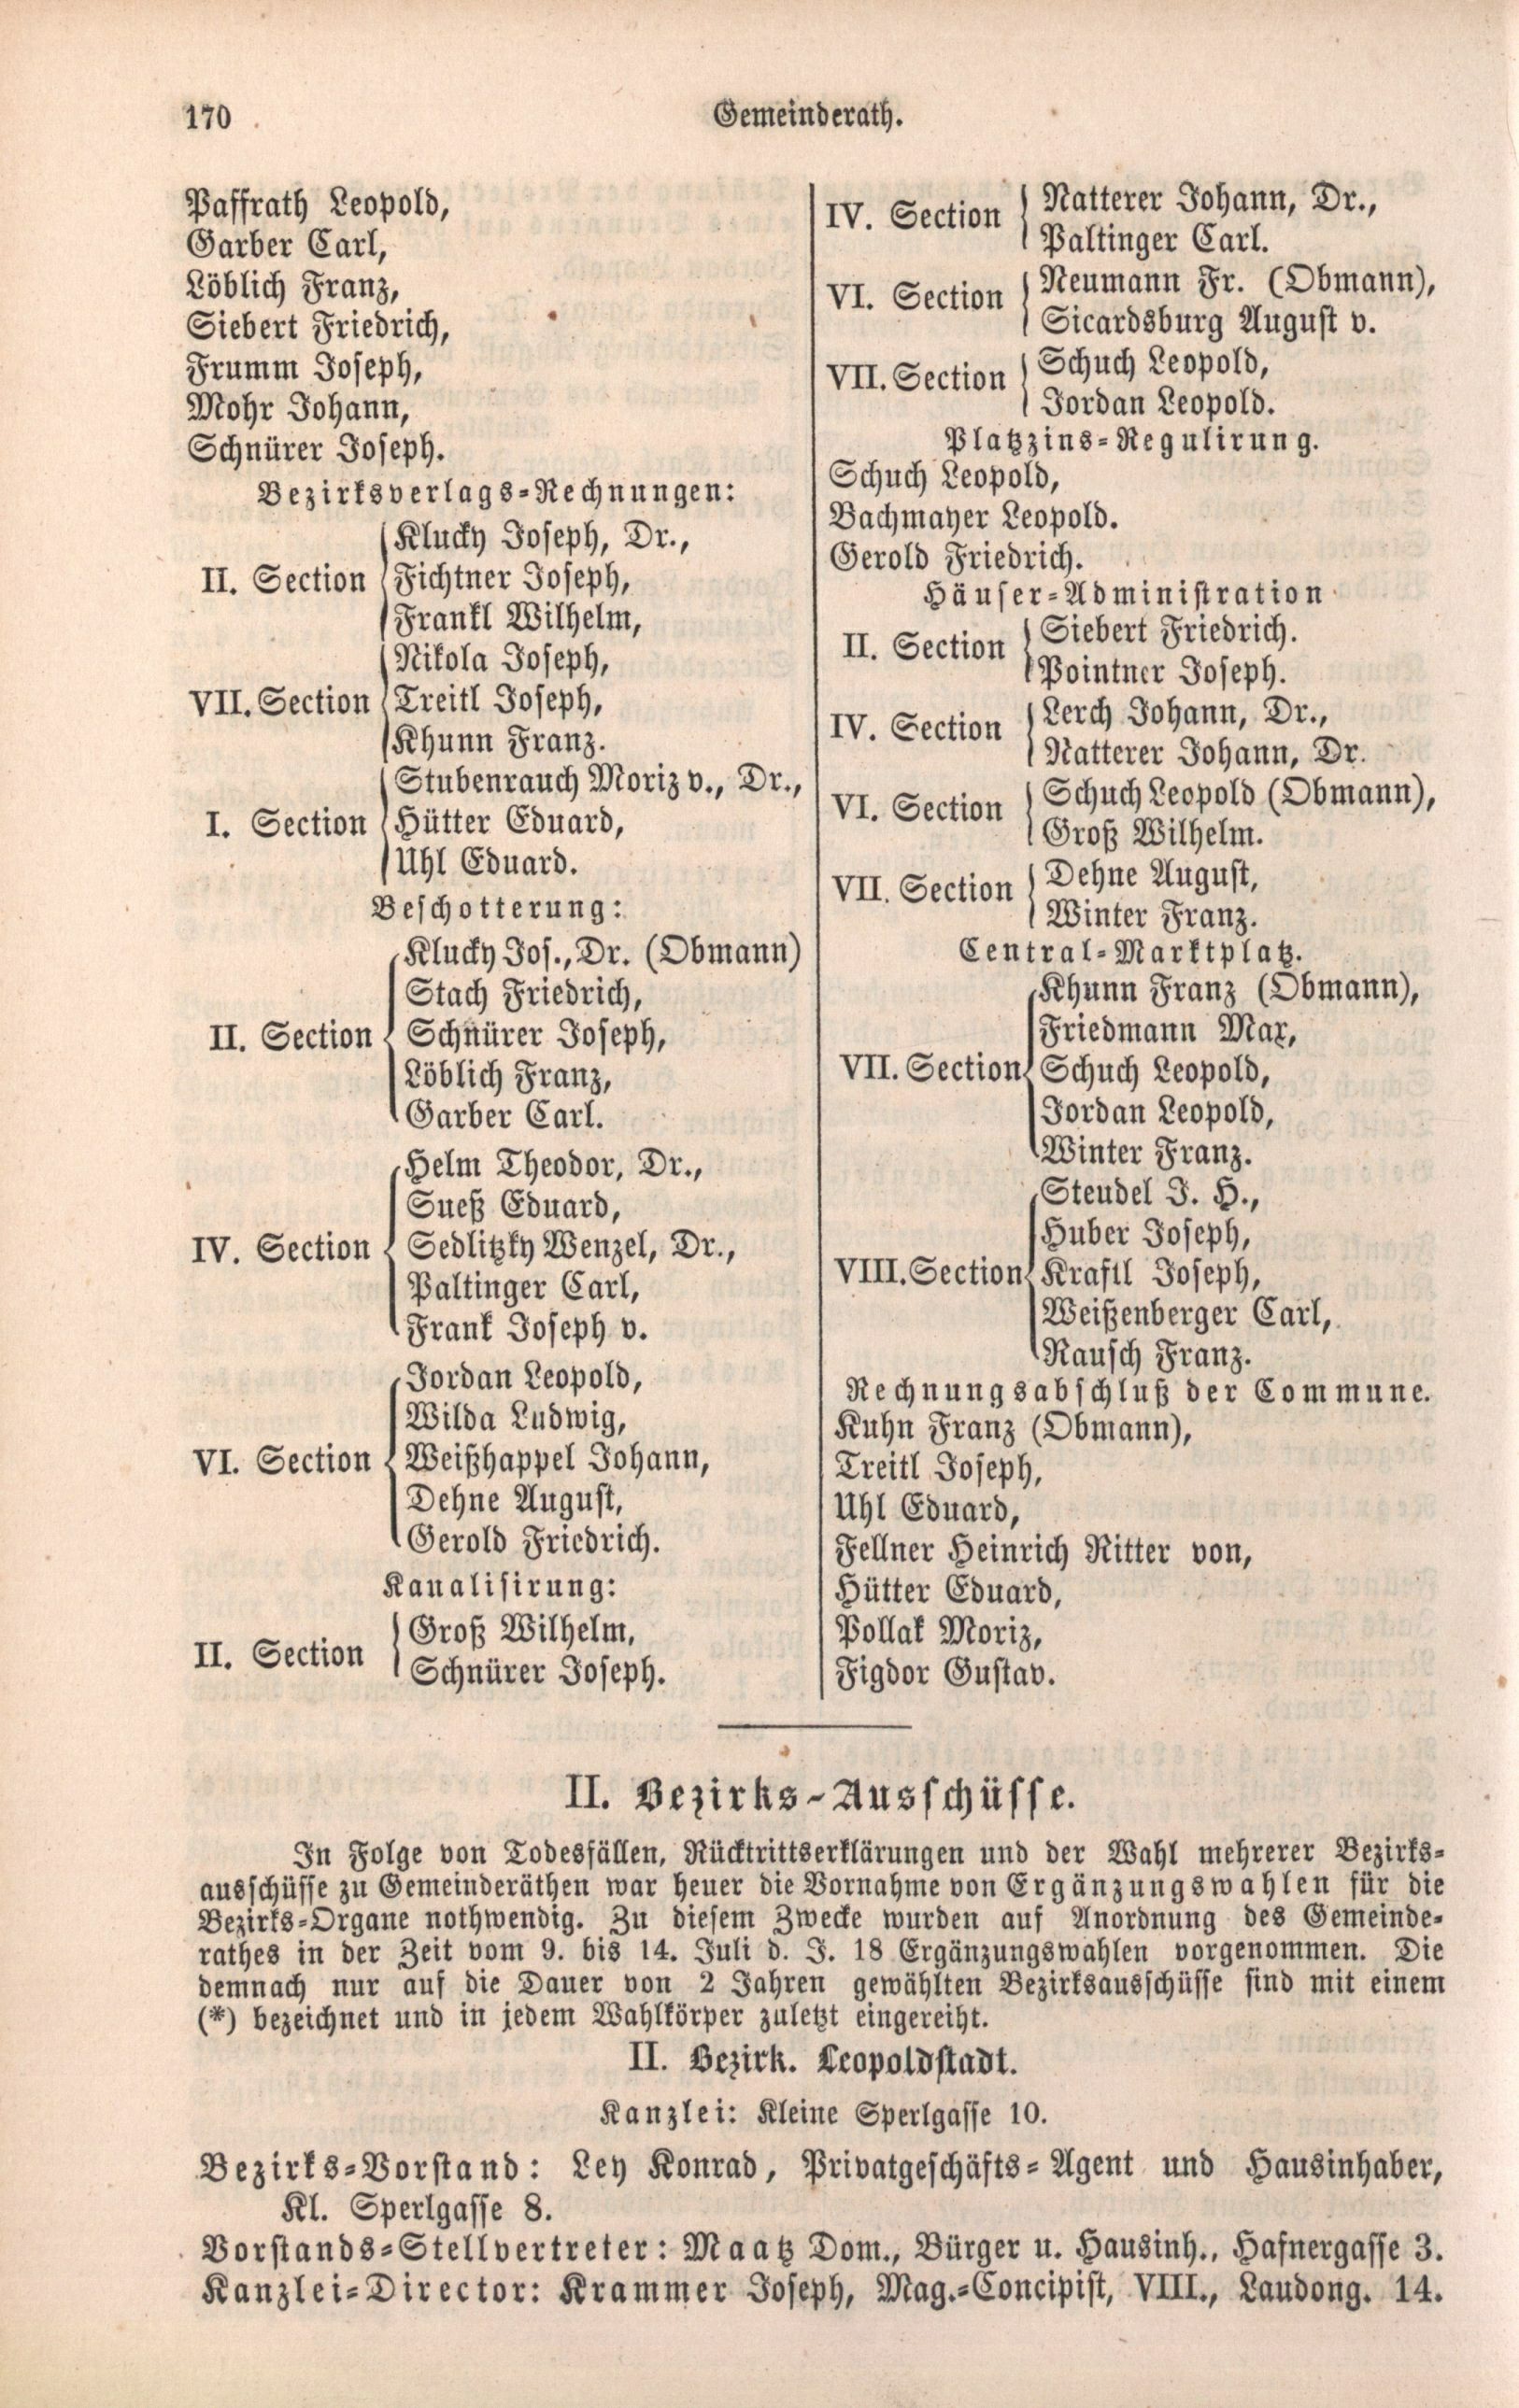 170
Gemeinderath.
Paffrath Leopold,
Garber Carl,
Löblich Franz,
Siebert Friedrich,
Frumm Joseph,
Mohr Johann,
Schnürer Joseph.
Bezirksverlags-Rechnungen:
Klucky Joseph, Dr.,
II. Section Fichtner Joseph,
Frankl Wilhelm,
Nikola Joseph,
VII. Section Treitl Joseph,
Khunn Franz.
Stubenrauch Moriz v., Dr.,
I. Section Hütter Eduard,
Uhl Eduard.
Beschotterung:
Klucky Jos., Dr. (Obmann)
Stach Friedrich,
II. Section Schnürer Joseph,
Löblich Franz,
Garber Carl.
Helm Theodor, Dr.,
Sueß Eduard,
IV. Section Sedlitzky Wenzel, Dr.,
Paltinger Carl,
Frank Joseph v.
Jordan Leopold,
Wilda Ludwig,
VI. Section Weißhappel Johann,
Dehne August,
Gerold Friedrich.
Kanalisirung:
Groß Wilhelm,
II. Section
Schnürer Joseph.
Natterer Johann, Dr.,
IV. Section
Paltinger Carl.
Neumann Fr. (Obmann),
VI. Section
Sicardsburg August v.
Schuch Leopold,
VII. Section
Jordan Leopold.
Platzzins-Regulirung.
Schuch Leopold,
Bachmayer Leopold.
Gerold Friedrich.
Häuser-Administration
Siebert Friedrich.
II. Section
Pointner Joseph.
Lerch Johann, Dr.,
IV. Section
Natterer Johann, Dr.
Schuch Leopold (Obmann),
VI. Section
Groß Wilhelm.
Dehne August,
VII. Section
Winter Franz.
Central-Marktplatz.
Khunn Franz (Obmann),
Friedmann Max,
VII. Section Schuch Leopold,
Jordan Leopold,
Winter Franz.
Steudel J. H.,
Huber Joseph,
VIII. Section Kraftl Joseph,
Weißenberger Carl,
Rausch Franz.
Rechnungsabschluß der Commune.
Kuhn Franz (Obmann),
Treitl Joseph,
Uhl Eduard,
Fellner Heinrich Ritter von,
Hütter Eduard,
Pollak Moriz,
Figdor Gustav.
II. Bezirks-Ausschüsse.
In Folge von Todesfällen, Rücktrittserklärungen und der Wahl mehrerer Bezirks-
ausschüsse zu Gemeinderäthen war heuer die Vornahme von Ergänzungswahlen für die
Bezirks-Organe nothwendig. Zu diesem Zwecke wurden auf Anordnung des Gemeinde-
rathes in der Zeit vom 9. bis 14. Juli d. J. 18 Ergänzungswahlen vorgenommen. Die
demnach nur auf die Dauer von 2 Jahren gewählten Bezirksausschüsse sind mit einem
(*) bezeichnet und in jedem Wahlkörper zuletzt eingereiht.
II. Bezirk. Leopoldstadt.
Kanzlei: Kleine Sperlgasse 10.
Bezirks-Vorstand: Ley Konrad, Privatgeschäfts-Agent und Hausinhaber,
Kl. Sperlgasse 8.
Vorstands-Stellvertreter: Maatz Dom., Bürger u. Hausinh., Hafnergasse 3.
Kanzlei-Director: Krammer Joseph, Mag.-Concipist, VIII., Laudong. 14.